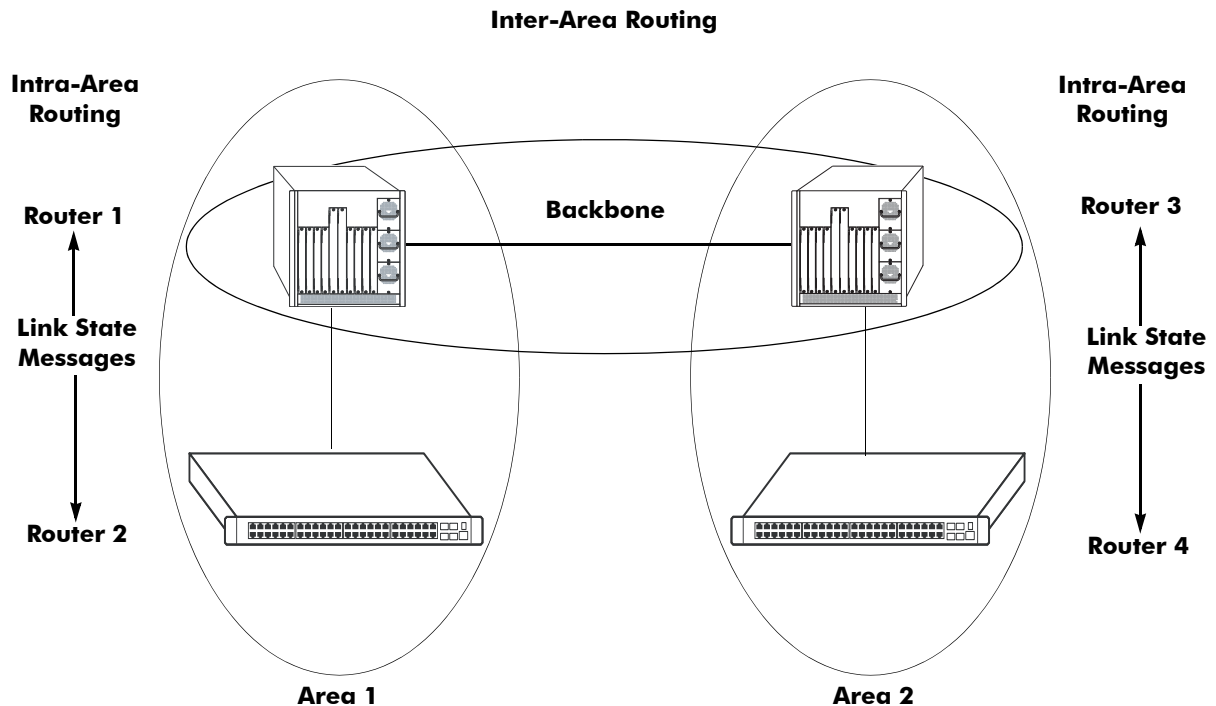 Inter-Area Routing
Intra-Area
Routing
Intra-Area
Routing
Router 1
Backbone
Router 3
Link State
Messages
Link State
Messages
Router 2
Router 4
Area 1
Area 2